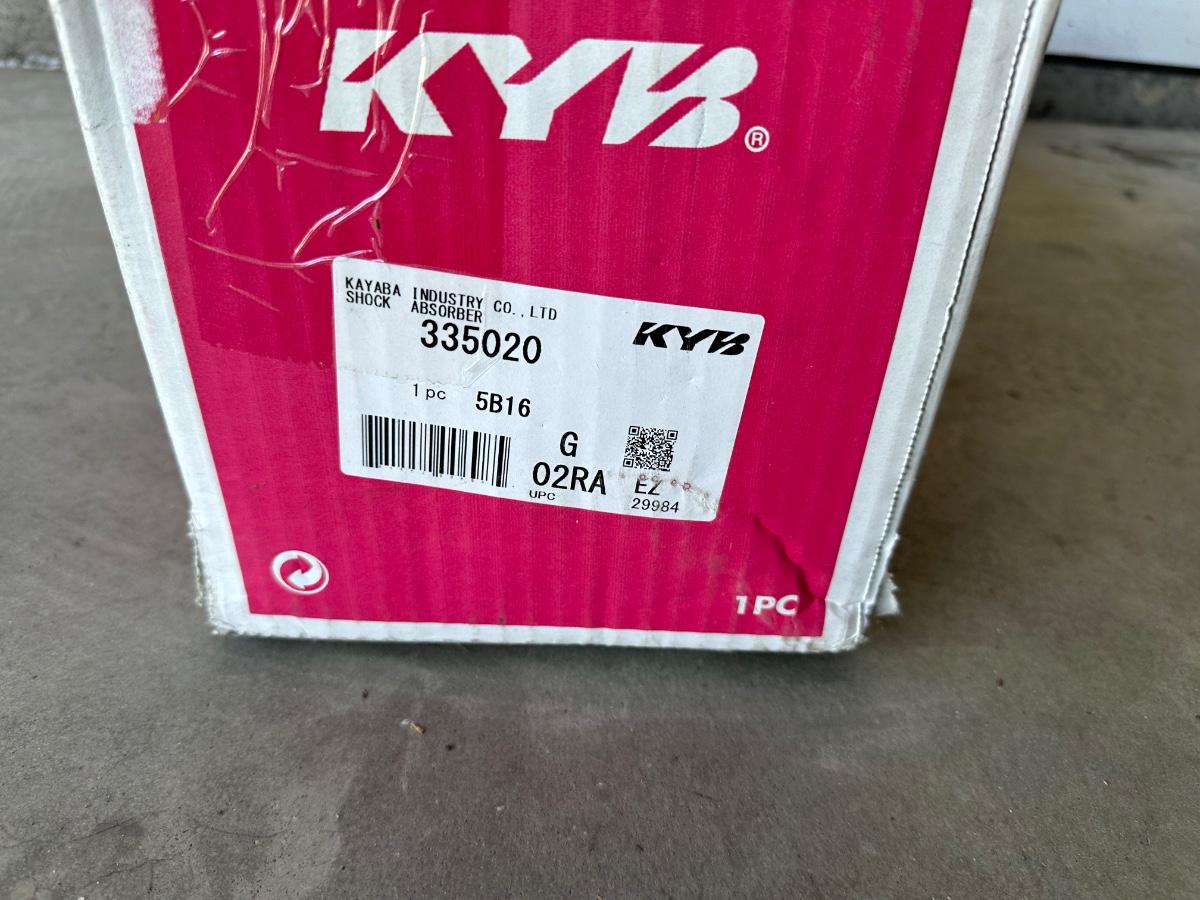 KYB®
KAYABA INDUSTRY CO.,LTD
SHOCK ABSORBER
KYB
335020
1 pc 5B16
G
02RA
EZ
UPC
29984
1PC